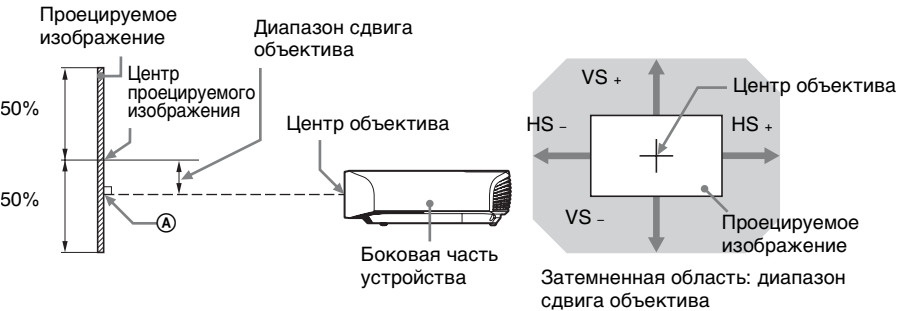 Проецируемое
изображение
Диапазон сдвига
объектива
Центр
проецируемого
изображения
50%
50%
Центр объектива
A
Боковая часть
устройства
VS +
HS –
HS +
VS –
Центр объектива
Проецируемое
изображение
Затемненная область: диапазон
сдвига объектива